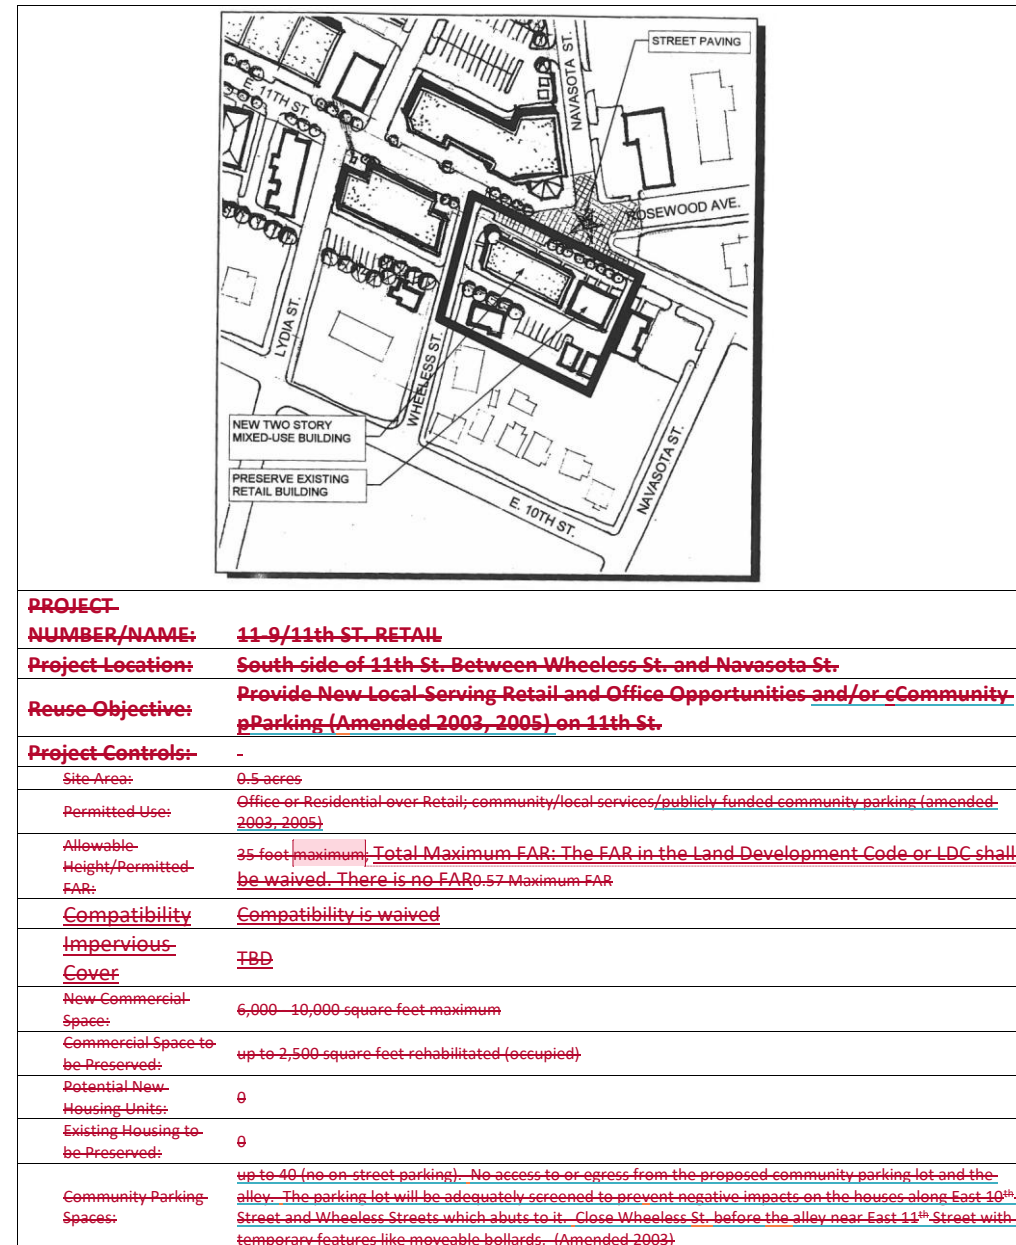 STREET PAVING
NAVASOTA ST.
E. 11TH ST.
ROSEWOOD AVE.
LYDIA ST.
WHEELESS ST.
NEW TWO STORY
MIXED-USE BUILDING
PRESERVE EXISTING
RETAIL BUILDING
NAVASOTA ST.
E. 10TH ST.
PROJECT
NUMBER/NAME: 11-9/11th ST. RETAIL
Project Location: South side of 11th St. Between Wheeless St. and Navasota St.
Reuse Objective: Provide New Local-Serving Retail and Office Opportunities and/or cCommunity
pParking (Amended 2003, 2005) on 11th St.
Project Controls: -
Site Area: 0.5 acres
Permitted Use: Office or Residential over Retail; community/local services/publicly-funded community parking (amended
2003, 2005)
Allowable
Height/Permitted
FAR:
35 foot maximum, Total Maximum FAR: The FAR in the Land Development Code or LDC shall
be waived. There is no FAR0.57 Maximum FAR
Compatibility Compatibility is waived
Impervious
Cover
TBD
New Commercial
Space:
6,000 - 10,000 square feet maximum
Commercial Space to
be Preserved:
up to 2,500 square feet rehabilitated (occupied)
Potential New
Housing Units:
0
Existing Housing to
be Preserved:
0
Community Parking
Spaces:
up to 40 (no on-street parking). No access to or egress from the proposed community parking lot and the
alley. The parking lot will be adequately screened to prevent negative impacts on the houses along East 10th
Street and Wheeless Streets which abuts to it. Close Wheeless St. before the alley near East 11th Street with
temporary features like moveable bollards. (Amended 2003)